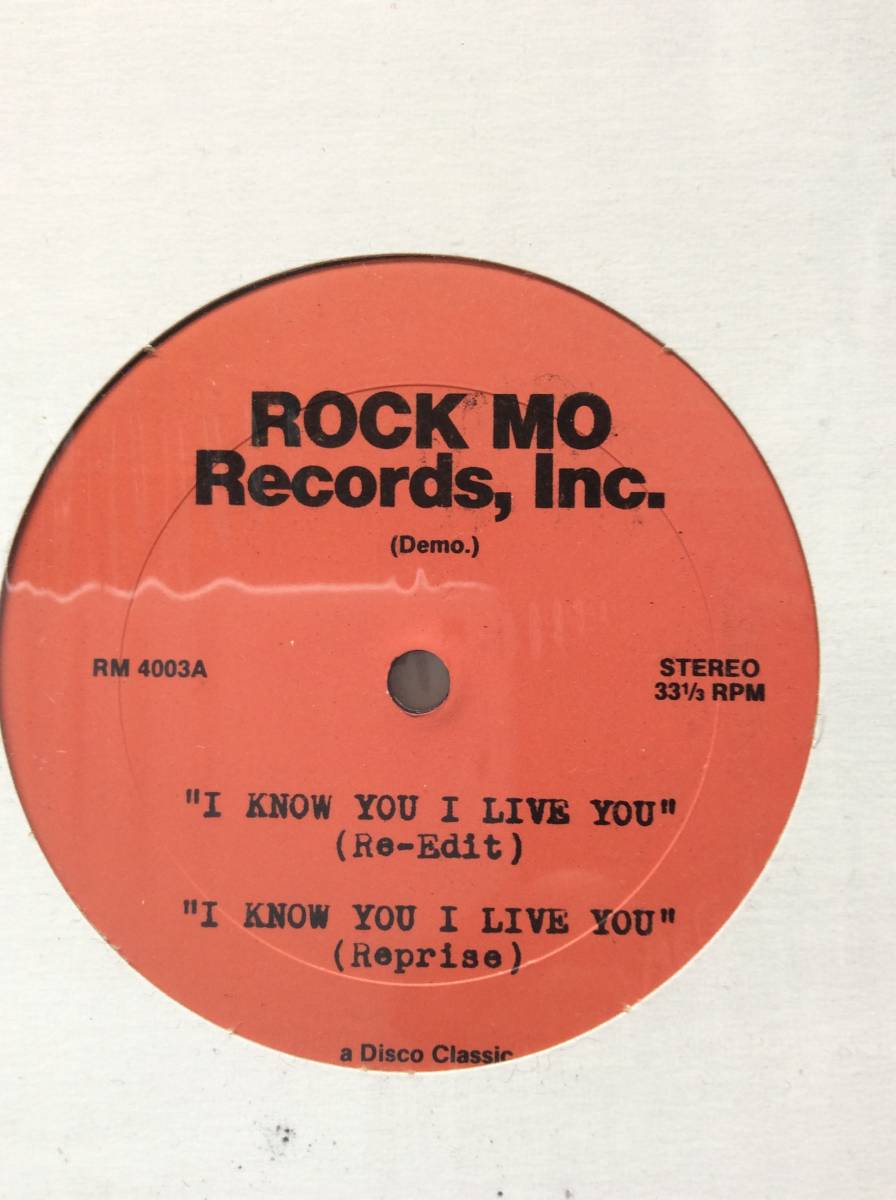 ROCK MO
Records, Inc.
(Demo.)
RM 4003A
STEREO
33⅓ RPM
"I KNOW YOU I LIVE YOU"
(Re-Edit)
"I KNOW YOU I LIVE YOU"
(Reprise)
a Disco Classic